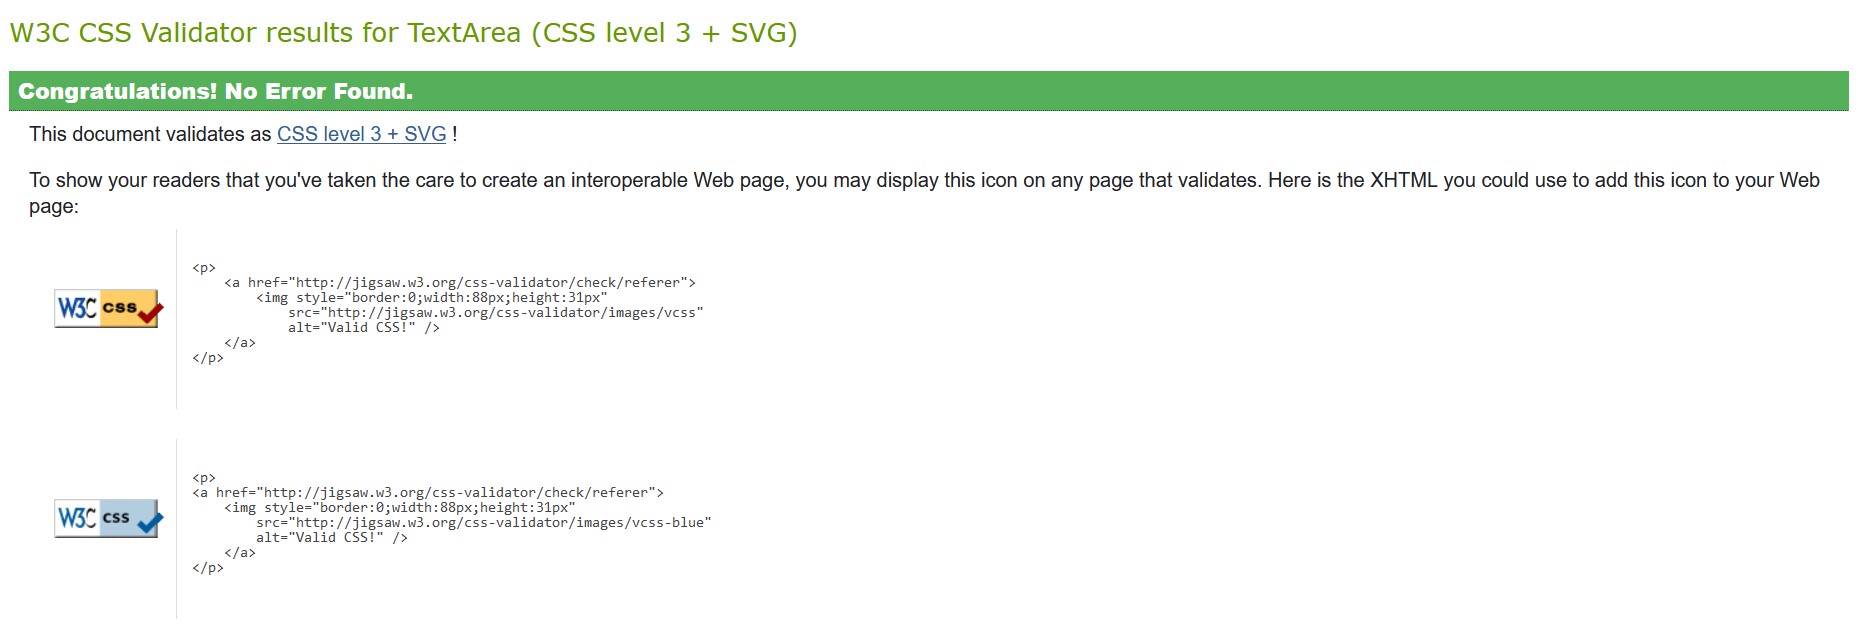 W3C CSS Validator results for TextArea (CSS level 3 + SVG)
Congratulations! No Error Found.
This document validates as CSS level 3 + SVG !
To show your readers that you've taken the care to create an interoperable Web page, you may display this icon on any page that validates. Here is the XHTML you could use to add this icon to your Web
page:
W3C css
<p>
    <a href="http://jigsaw.w3.org/css-validator/check/referer">
        <img style="border:0;width:88px;height:31px"
            src="http://jigsaw.w3.org/css-validator/images/vcss"
            alt="Valid CSS!" />
    </a>
</p>
W3C css
<p>
<a href="http://jigsaw.w3.org/css-validator/check/referer">
    <img style="border:0;width:88px;height:31px"
        src="http://jigsaw.w3.org/css-validator/images/vcss-blue"
        alt="Valid CSS!" />
    </a>
</p>